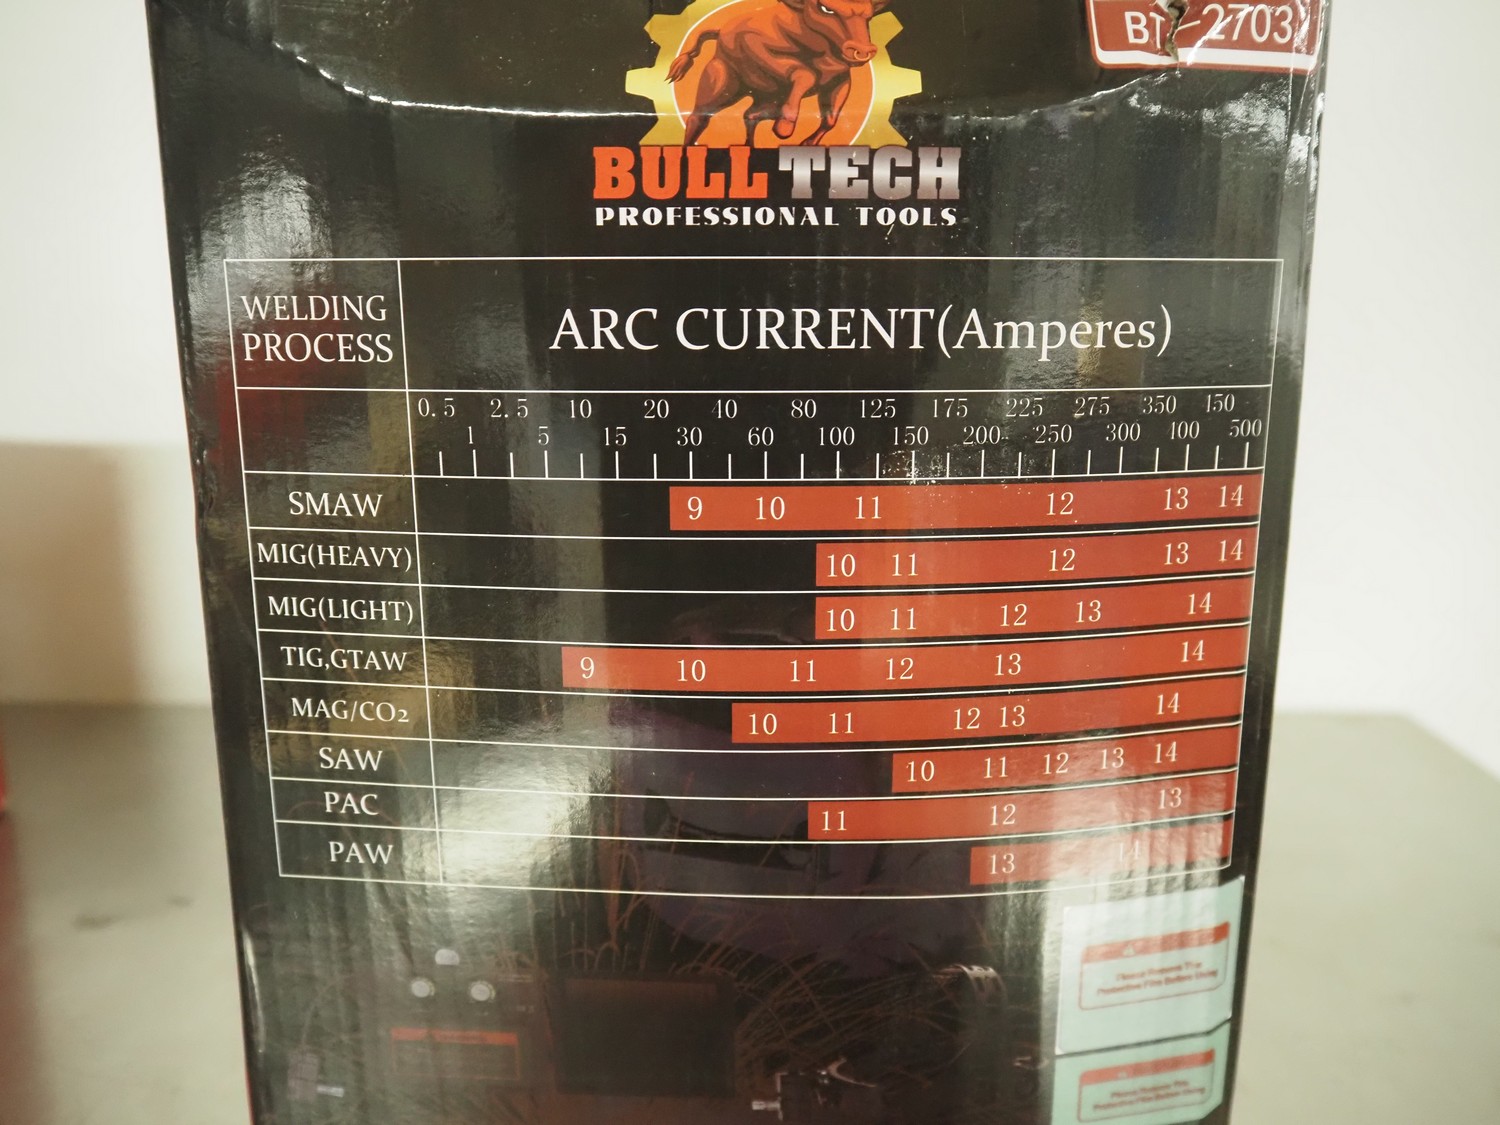 BT-2703
BULL TECH
PROFESSIONAL TOOLS
WELDING
PROCESS
ARC CURRENT(Amperes)
0.5 2.5 10 20 40 80 125 175 225 275 350 450
1 5 15 30 60 100 150 200 250 300 400 500
SMAW 9 10 11 12 13 14
MIG(HEAVY) 10 11 12 13 14
MIG(LIGHT) 10 11 12 13 14
TIG,GTAW 9 10 11 12 13 14
MAG/CO₂ 10 11 12 13 14
SAW 10 11 12 13 14
PAC 11 12 13
PAW 13 14